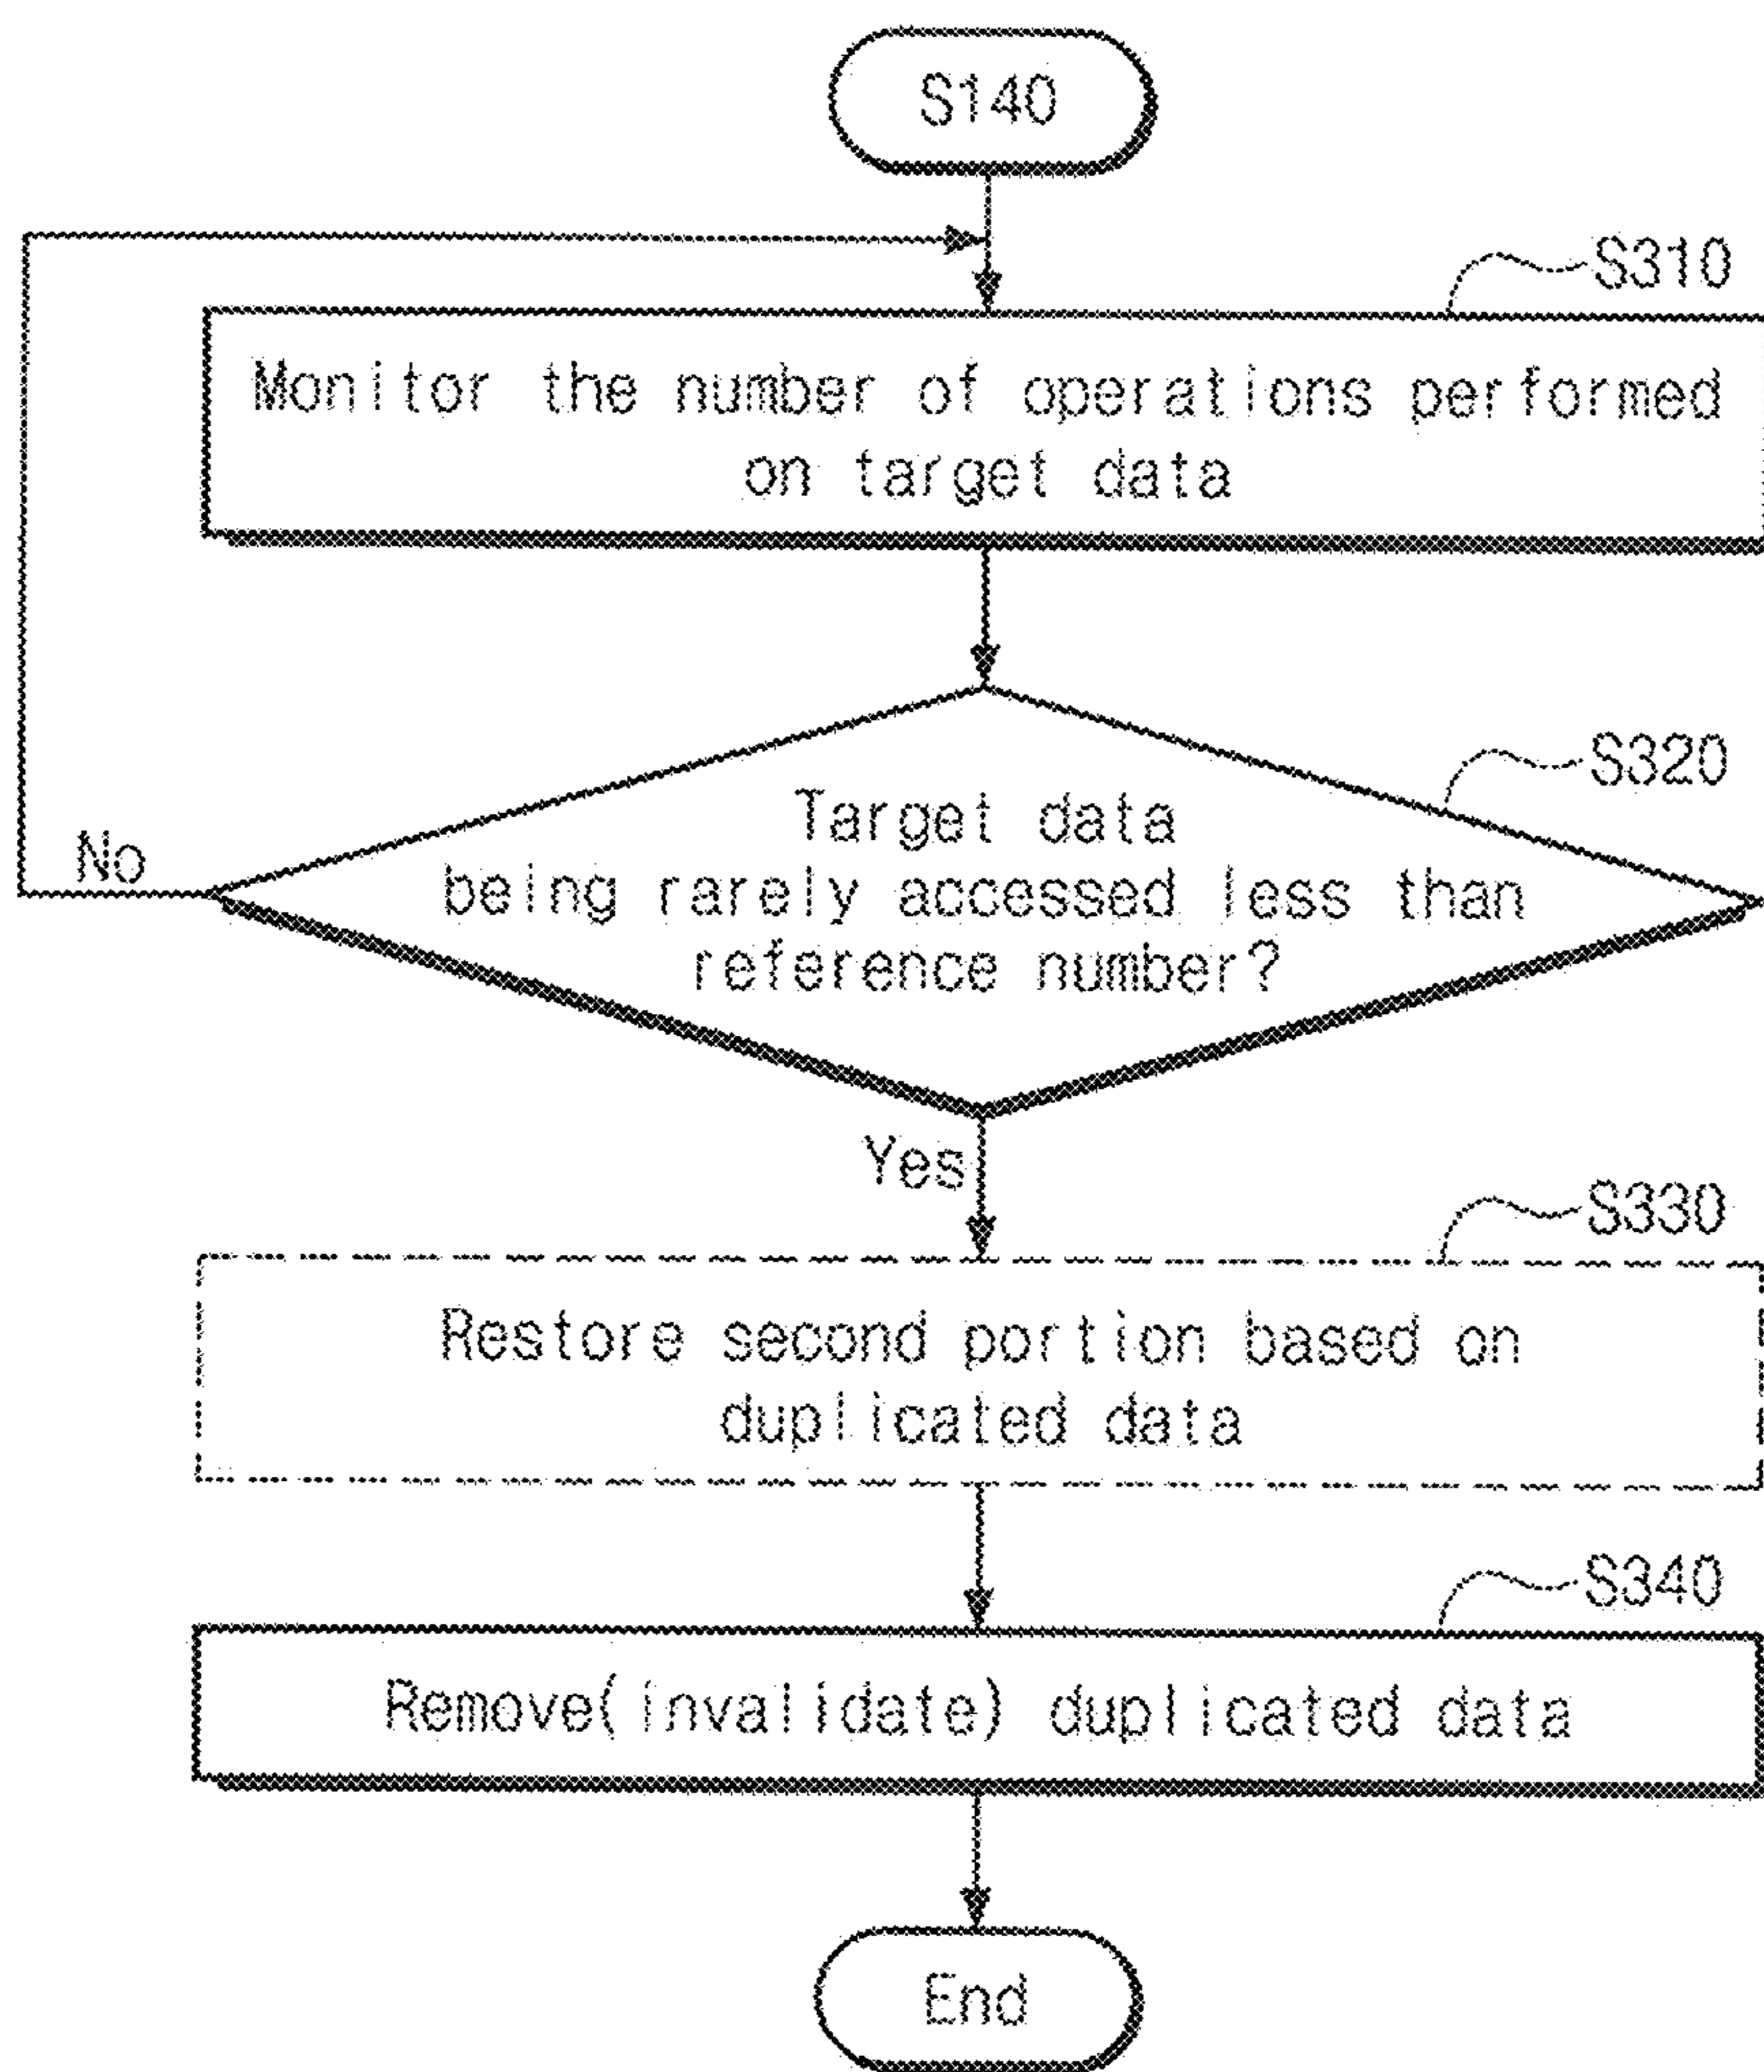 S140
S310
Monitor the number of operations performed
on target data
S320
Target data
being rarely accessed less than
reference number?
No
Yes
S330
Restore second portion based on
duplicated data
S340
Remove(invalidate) duplicated data
End